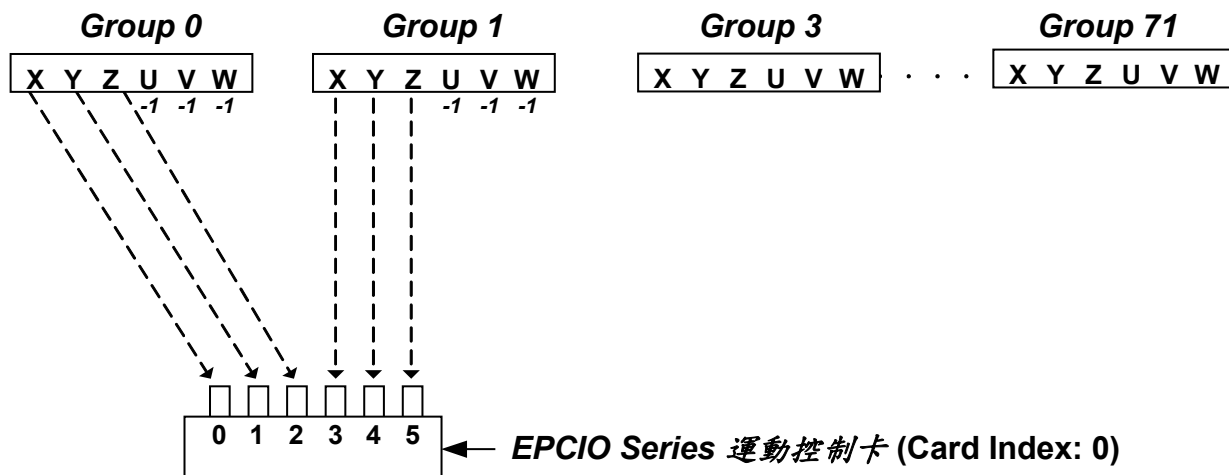 Group 0 Group 1 Group 3 Group 71
X Y Z U V W X Y Z U V W X Y Z U V W · · · · X Y Z U V W
-1 -1 -1 -1 -1 -1
0 1 2 3 4 5
EPCIO Series 運動控制卡 (Card Index: 0)